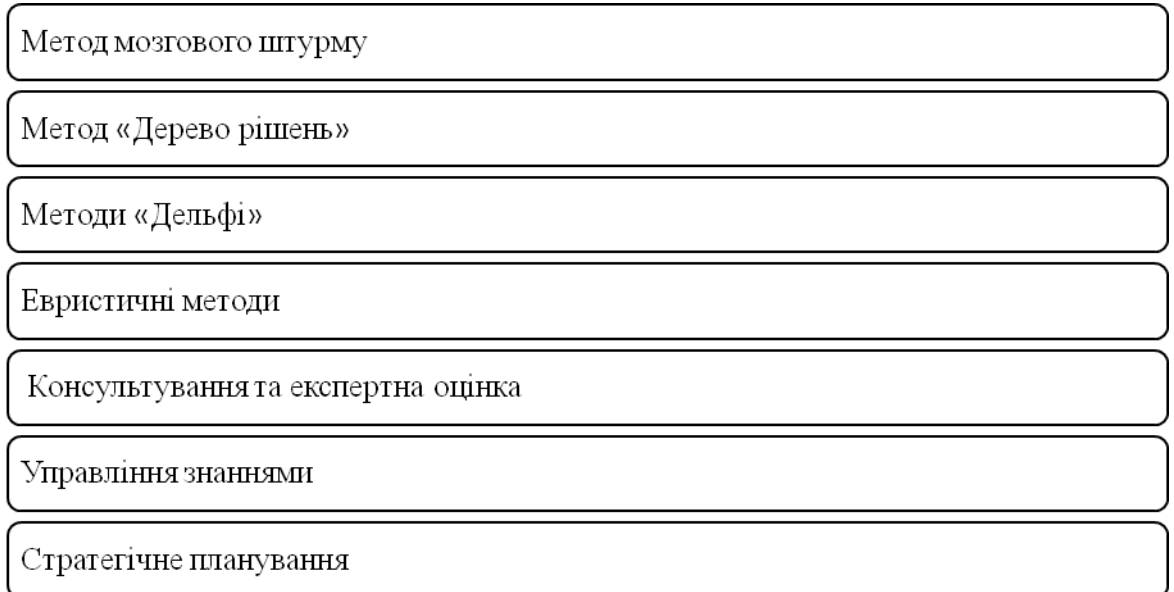 Метод мозгового штурму
Метод «Дерево рішень»
Методи «Дельфі»
Евристичні методи
Консультування та експертна оцінка
Управління знаннями
Стратегічне планування